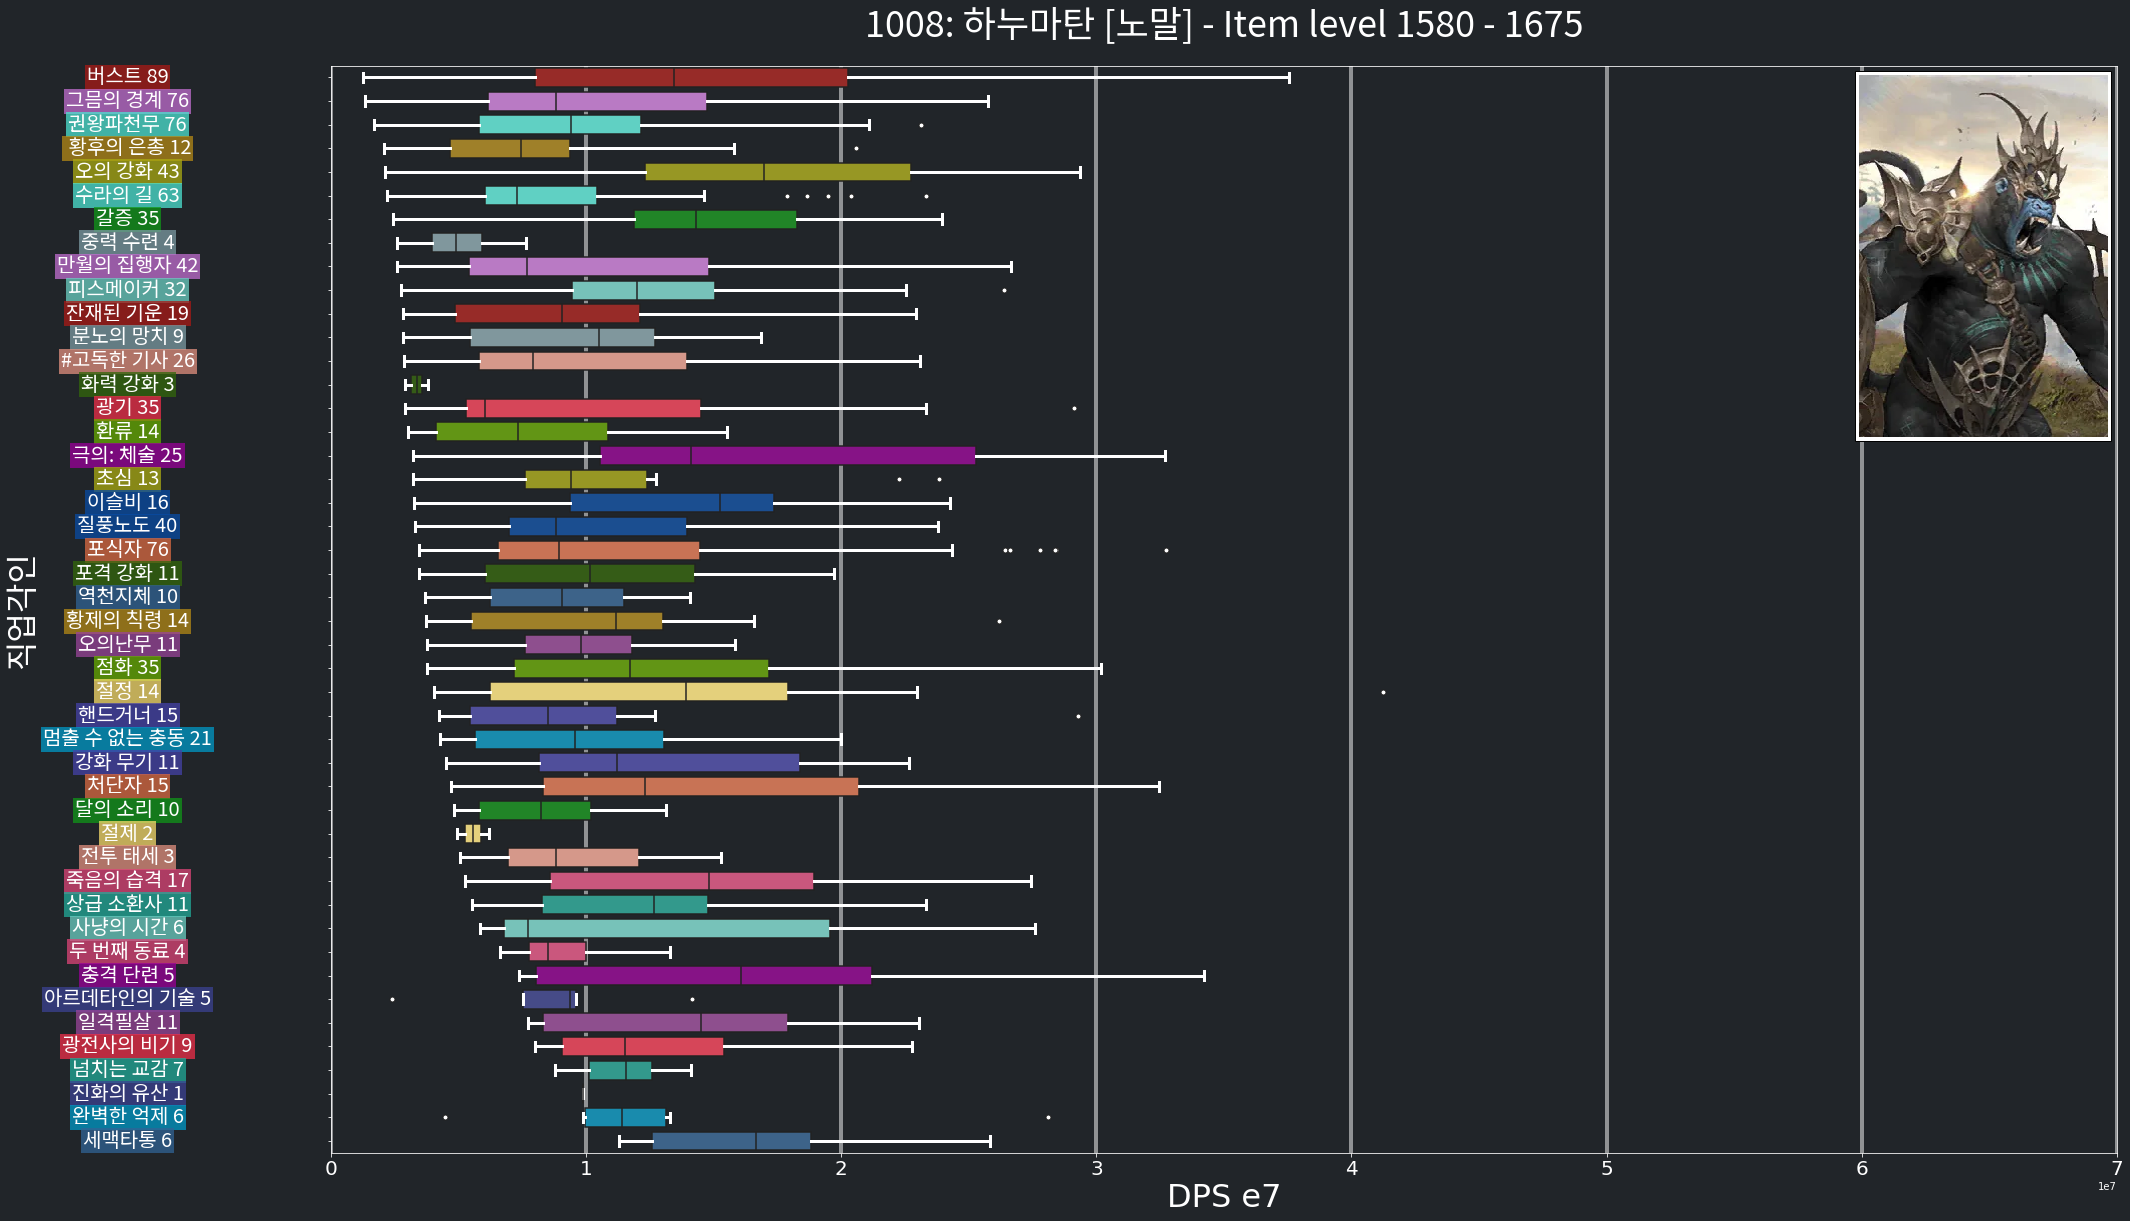 1008: 하누마탄 [노말] - Item level 1580 - 1675
버스트 89
그믐의 경계 76
권왕파천무 76
황후의 은총 12
오의 강화 43
수라의 길 63
갈증 35
중력 수련 4
만월의 집행자 42
피스메이커 32
잔재된 기운 19
분노의 망치 9
#고독한 기사 26
화력 강화 3
광기 35
환류 14
극의: 체술 25
초심 13
이슬비 16
질풍노도 40
포식자 76
포격 강화 11
역천지체 10
황제의 칙령 14
오의난무 11
점화 35
절정 14
핸드거너 15
멈출 수 없는 충동 21
강화 무기 11
처단자 15
달의 소리 10
절제 2
전투 태세 3
죽음의 습격 17
상급 소환사 11
사냥의 시간 6
두 번째 동료 4
충격 단련 5
아르데타인의 기술 5
일격필살 11
광전사의 비기 9
넘치는 교감 7
진화의 유산 1
완벽한 억제 6
세맥타통 6
직업각인
0 1 2 3 4 5 6 7
1e7
DPS e7